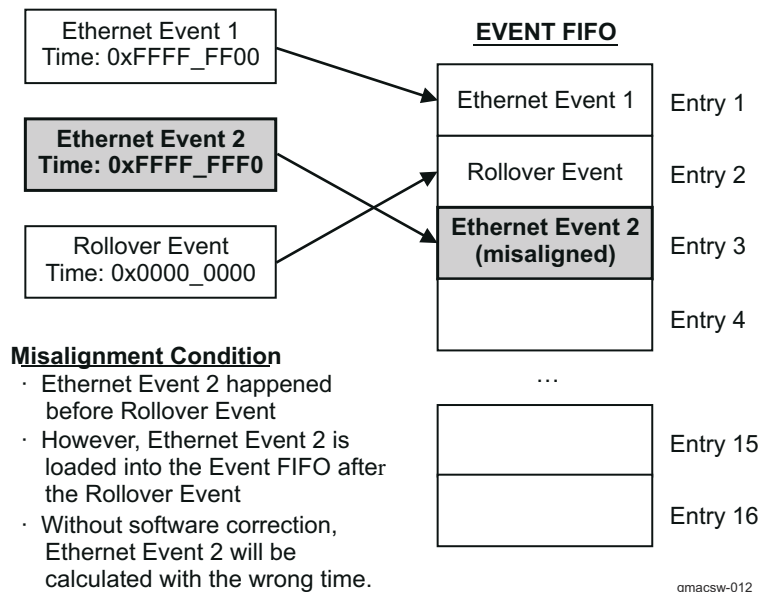 Ethernet Event 1
Time: 0xFFFF_FF00
Ethernet Event 2
Time: 0xFFFF_FFF0
Rollover Event
Time: 0x0000_0000
EVENT FIFO
Ethernet Event 1
Entry 1
Rollover Event
Entry 2
Ethernet Event 2
(misaligned)
Entry 3
Entry 4
…
Entry 15
Entry 16
Misalignment Condition
· Ethernet Event 2 happened
before Rollover Event
· However, Ethernet Event 2 is
loaded into the Event FIFO after
the Rollover Event
· Without software correction,
Ethernet Event 2 will be
calculated with the wrong time.
gmacsw-012